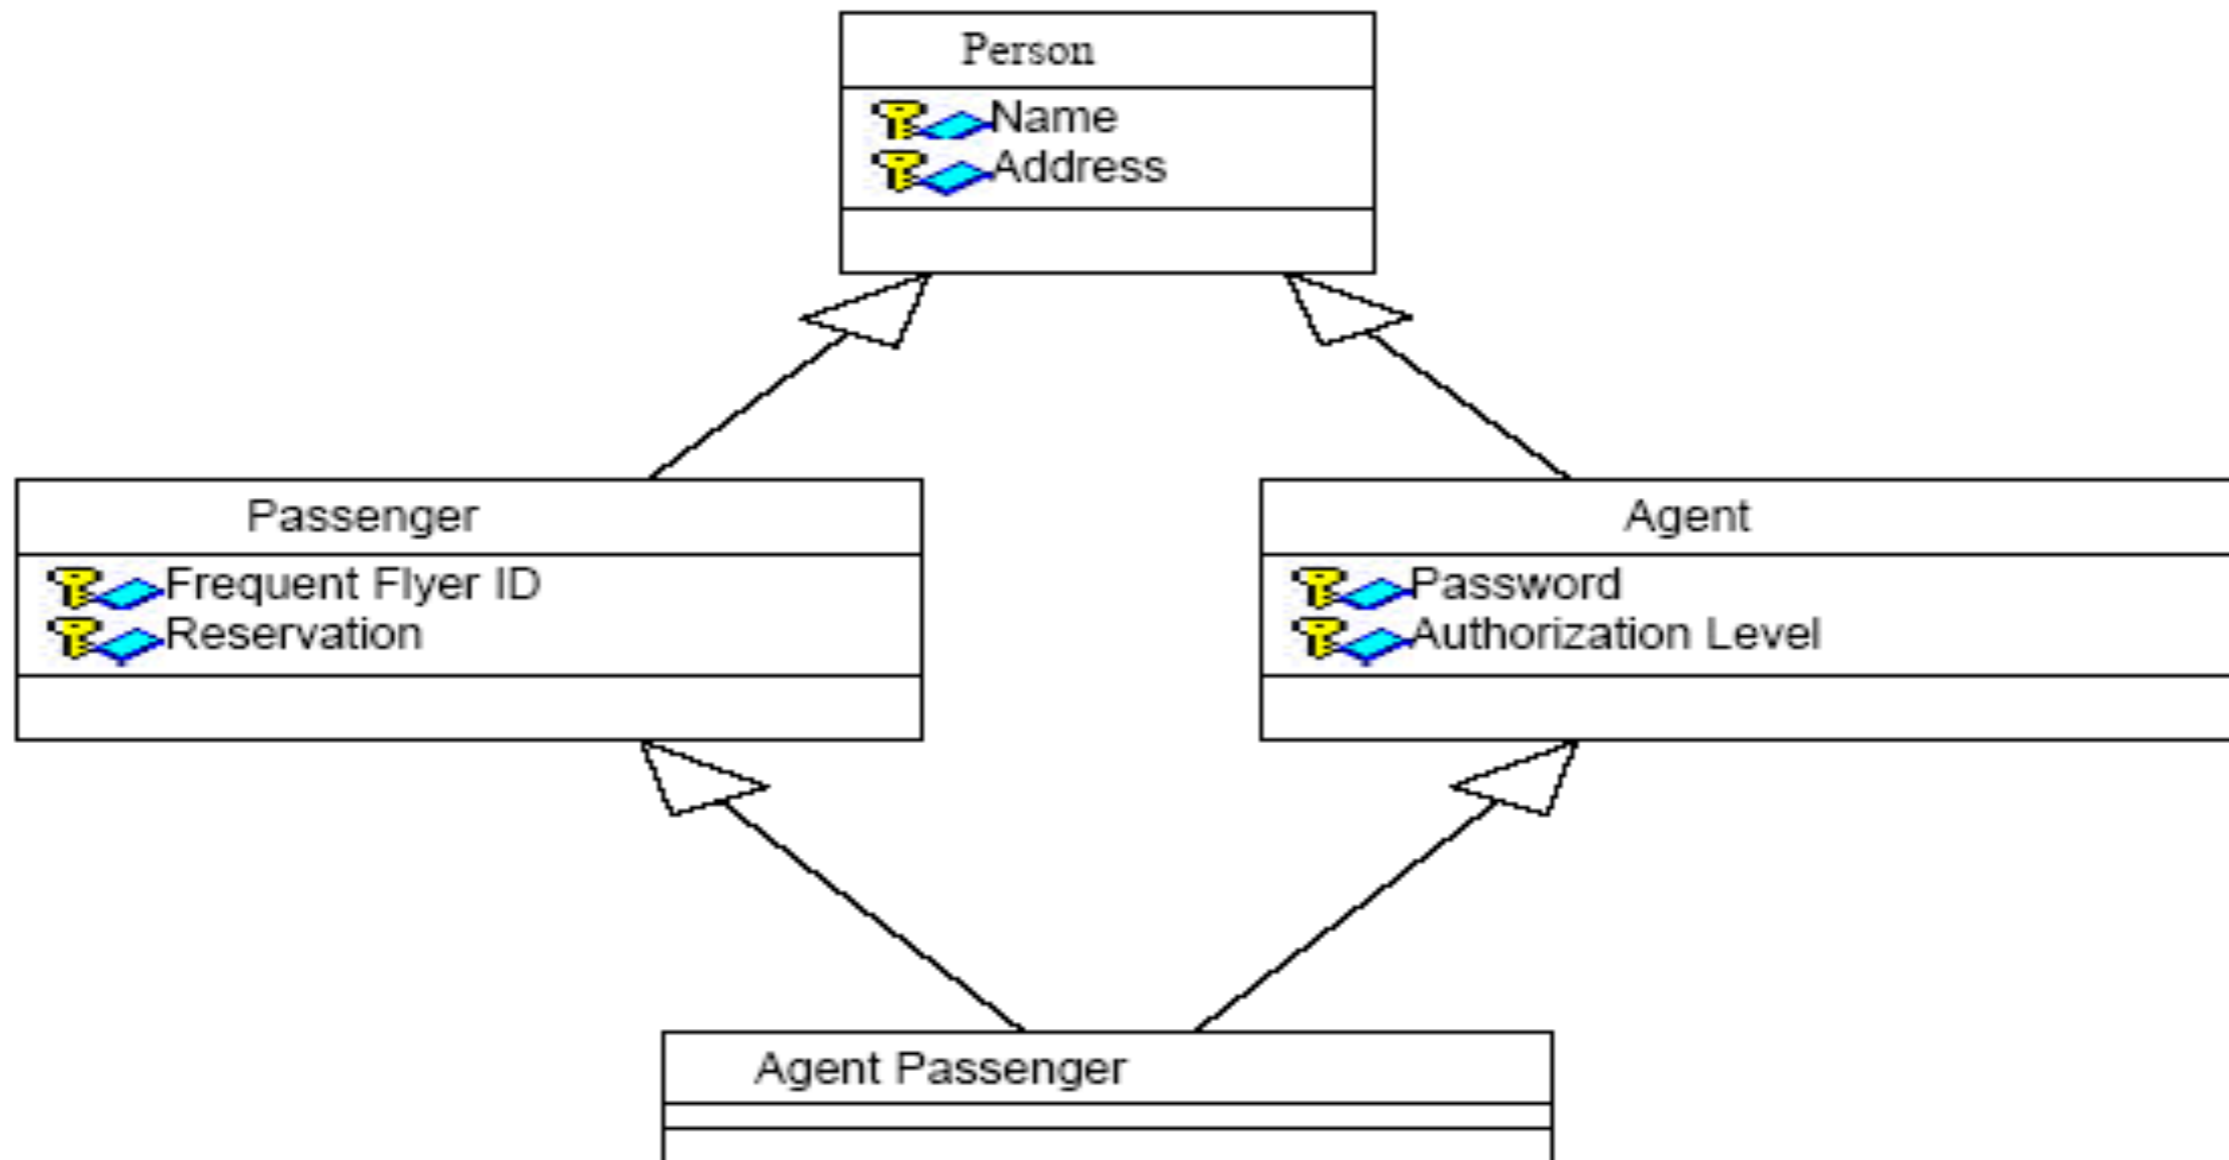 Person
Name
Address
Passenger
Frequent Flyer ID
Reservation
Agent
Password
Authorization Level
Agent Passenger